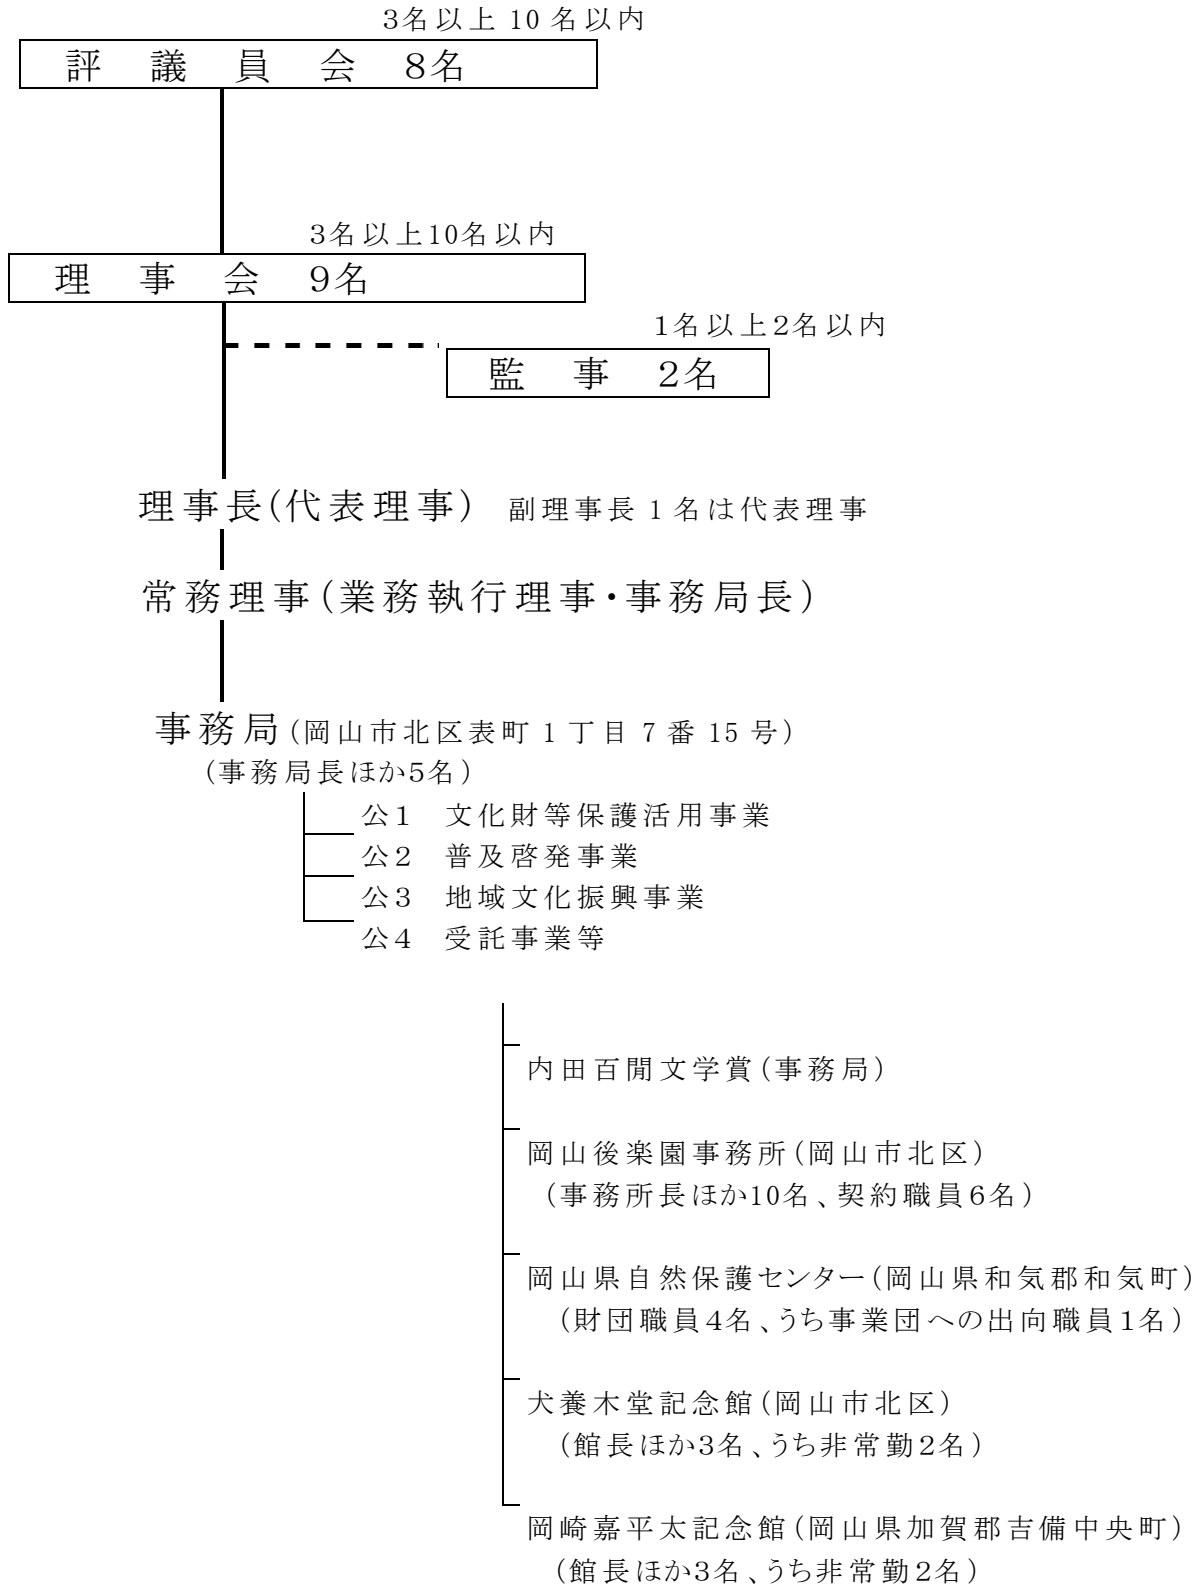 3名以上 10 名以内
評　議　員　会　8名
3名以上10名以内
理　事　会　9名
1名以上2名以内
監　事　2名
理事長(代表理事)　副理事長 1 名は代表理事
常務理事(業務執行理事・事務局長)
事務局(岡山市北区表町 1 丁目 7 番 15 号)
(事務局長ほか5名)
公1　文化財等保護活用事業
公2　普及啓発事業
公3　地域文化振興事業
公4　受託事業等
内田百閒文学賞(事務局)
岡山後楽園事務所(岡山市北区)
(事務所長ほか10名、契約職員6名)
岡山県自然保護センター(岡山県和気郡和気町)
(財団職員4名、うち事業団への出向職員1名)
犬養木堂記念館(岡山市北区)
(館長ほか3名、うち非常勤2名)
岡崎嘉平太記念館(岡山県加賀郡吉備中央町)
(館長ほか3名、うち非常勤2名)